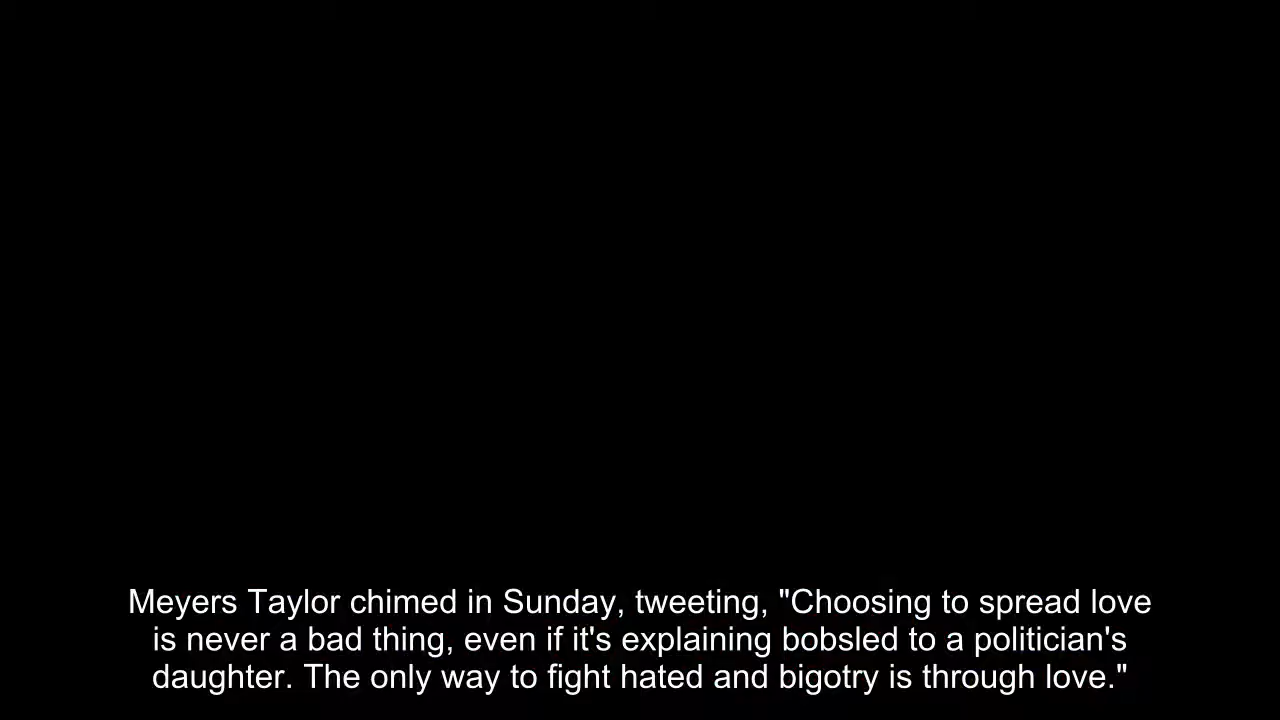 Meyers Taylor chimed in Sunday, tweeting, "Choosing to spread love
is never a bad thing, even if it's explaining bobsled to a politician's
daughter. The only way to fight hated and bigotry is through love."